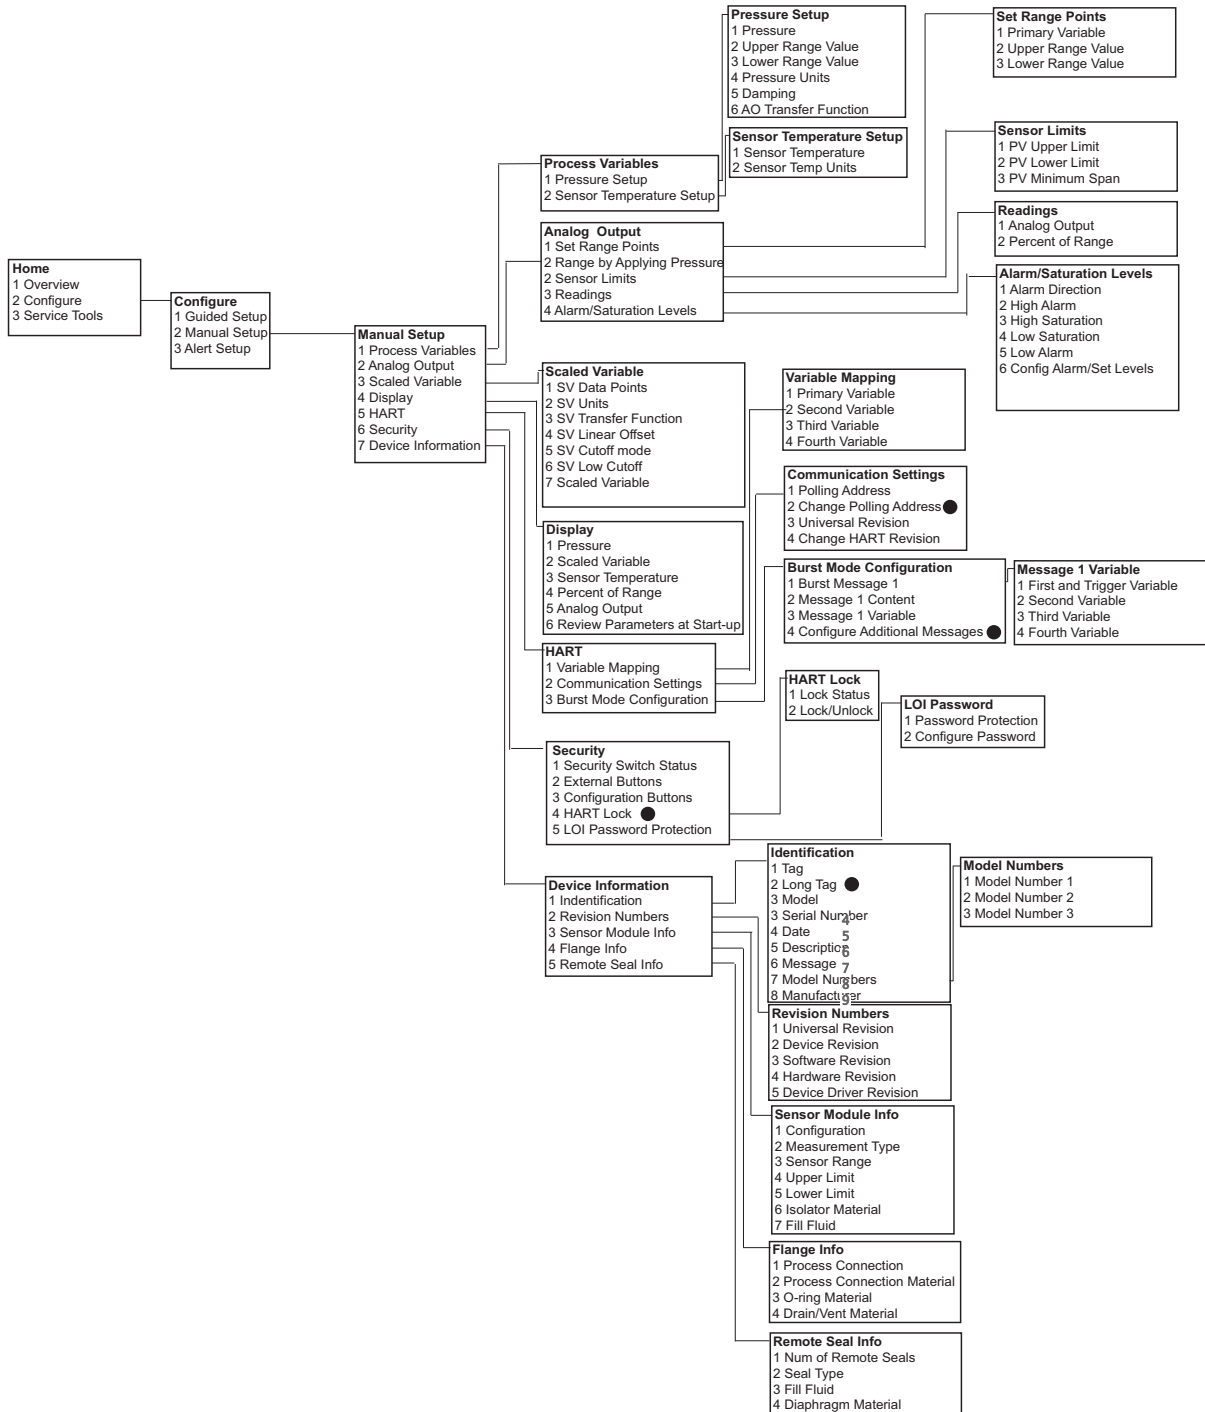 Home
1 Overview
2 Configure
3 Service Tools
Configure
1 Guided Setup
2 Manual Setup
3 Alert Setup
Manual Setup
1 Process Variables
2 Analog Output
3 Scaled Variable
4 Display
5 HART
6 Security
7 Device Information
Process Variables
1 Pressure Setup
2 Sensor Temperature Setup
Analog Output
1 Set Range Points
2 Range by Applying Pressure
2 Sensor Limits
3 Readings
4 Alarm/Saturation Levels
Scaled Variable
1 SV Data Points
2 SV Units
3 SV Transfer Function
4 SV Linear Offset
5 SV Cutoff mode
6 SV Low Cutoff
7 Scaled Variable
Display
1 Pressure
2 Scaled Variable
3 Sensor Temperature
4 Percent of Range
5 Analog Output
6 Review Parameters at Start-up
HART
1 Variable Mapping
2 Communication Settings
3 Burst Mode Configuration
Security
1 Security Switch Status
2 External Buttons
3 Configuration Buttons
4 HART Lock
5 LOI Password Protection
Device Information
1 Indentification
2 Revision Numbers
3 Sensor Module Info
4 Flange Info
5 Remote Seal Info
Pressure Setup
1 Pressure
2 Upper Range Value
3 Lower Range Value
4 Pressure Units
5 Damping
6 AO Transfer Function
Sensor Temperature Setup
1 Sensor Temperature
2 Sensor Temp Units
Set Range Points
1 Primary Variable
2 Upper Range Value
3 Lower Range Value
Sensor Limits
1 PV Upper Limit
2 PV Lower Limit
3 PV Minimum Span
Readings
1 Analog Output
2 Percent of Range
Alarm/Saturation Levels
1 Alarm Direction
2 High Alarm
3 High Saturation
4 Low Saturation
5 Low Alarm
6 Config Alarm/Set Levels
Variable Mapping
1 Primary Variable
2 Second Variable
3 Third Variable
4 Fourth Variable
Communication Settings
1 Polling Address
2 Change Polling Address
3 Universal Revision
4 Change HART Revision
Burst Mode Configuration
1 Burst Message 1
2 Message 1 Content
3 Message 1 Variable
4 Configure Additional Messages
Message 1 Variable
1 First and Trigger Variable
2 Second Variable
3 Third Variable
4 Fourth Variable
HART Lock
1 Lock Status
2 Lock/Unlock
LOI Password
1 Password Protection
2 Configure Password
Identification
1 Tag
2 Long Tag
3 Model
3 Serial Number
4 Date
5 Description
6 Message
7 Model Numbers
8 Manufacturer
4
5
6
7
8
9
Model Numbers
1 Model Number 1
2 Model Number 2
3 Model Number 3
Revision Numbers
1 Universal Revision
2 Device Revision
3 Software Revision
4 Hardware Revision
5 Device Driver Revision
Sensor Module Info
1 Configuration
2 Measurement Type
3 Sensor Range
4 Upper Limit
5 Lower Limit
6 Isolator Material
7 Fill Fluid
Flange Info
1 Process Connection
2 Process Connection Material
3 O-ring Material
4 Drain/Vent Material
Remote Seal Info
1 Num of Remote Seals
2 Seal Type
3 Fill Fluid
4 Diaphragm Material